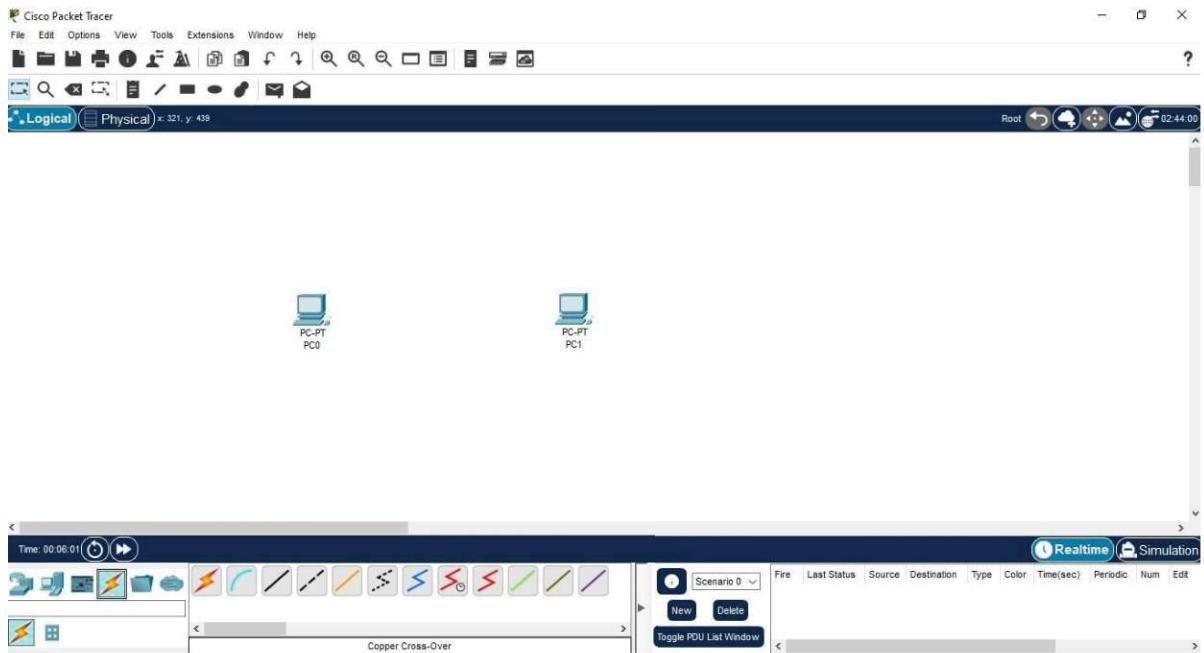 Cisco Packet Tracer
File Edit Options View Tools Extensions Window Help
?
Logical Physical x: 321, y: 439 Root 02:44:00
PC-PT PC-PT
PC0 PC1
Time: 00:06:01 Realtime Simulation
Scenario 0 Fire Last Status Source Destination Type Color Time(sec) Periodic Num Edit
New Delete
Toggle PDU List Window
Copper Cross-Over